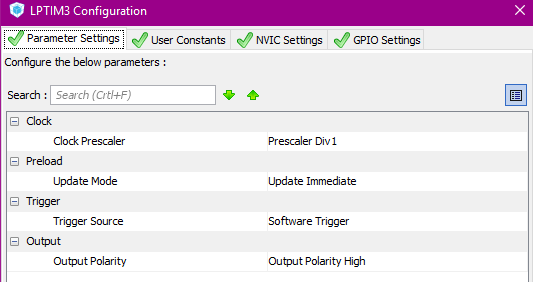 LPTIM3 Configuration
Parameter Settings User Constants NVIC Settings GPIO Settings
Configure the below parameters :
Search : Search (Crtl+F)
Clock
Clock Prescaler Prescaler Div1
Preload
Update Mode Update Immediate
Trigger
Trigger Source Software Trigger
Output
Output Polarity Output Polarity High